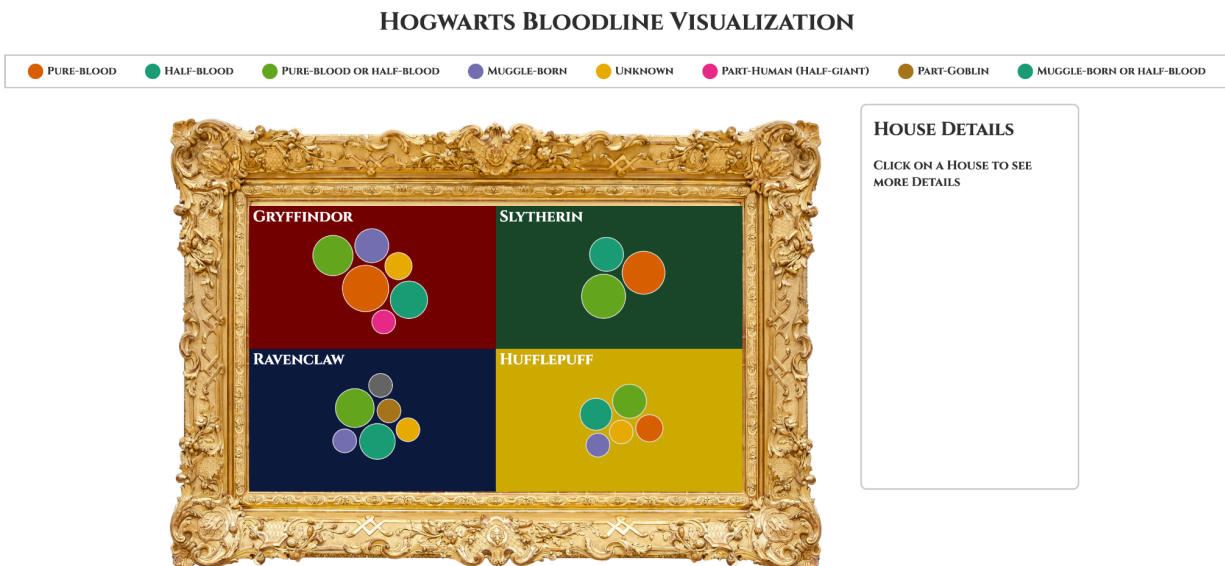 Hogwarts Bloodline Visualization
Pure-blood Half-blood Pure-blood or half-blood Muggle-born Unknown Part-Human (Half-giant) Part-Goblin Muggle-born or half-blood
House Details
Click on a House to see
more Details
Gryffindor
Slytherin
Ravenclaw
Hufflepuff